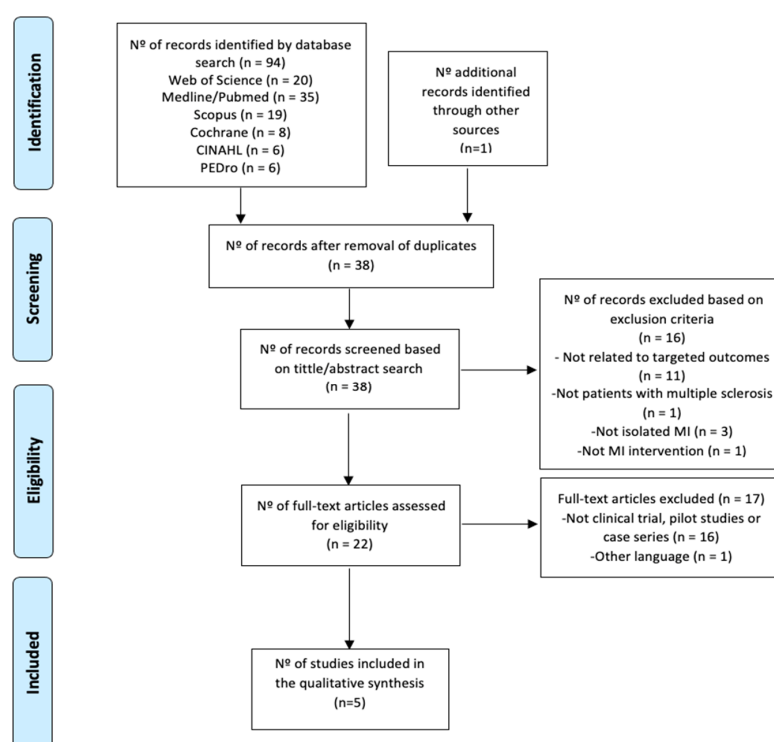 Identification
Nº of records identified by database
search (n = 94)
Web of Science (n = 20)
Medline/Pubmed (n = 35)
Scopus (n = 19)
Cochrane (n = 8)
CINAHL (n = 6)
PEDro (n = 6)
Nº additional
records identified
through other
sources
(n=1)
Screening
Nº of records after removal of duplicates
(n = 38)
Nº of records screened based
on tittle/abstract search
(n = 38)
Nº of records excluded based on
exclusion criteria
(n = 16)
- Not related to targeted outcomes
(n = 11)
-Not patients with multiple sclerosis
(n = 1)
-Not isolated MI (n = 3)
-Not MI intervention (n = 1)
Eligibility
Nº of full-text articles assessed
for eligibility
(n = 22)
Full-text articles excluded (n = 17)
-Not clinical trial, pilot studies or
case series (n = 16)
-Other language (n = 1)
Included
Nº of studies included in
the qualitative synthesis
(n=5)